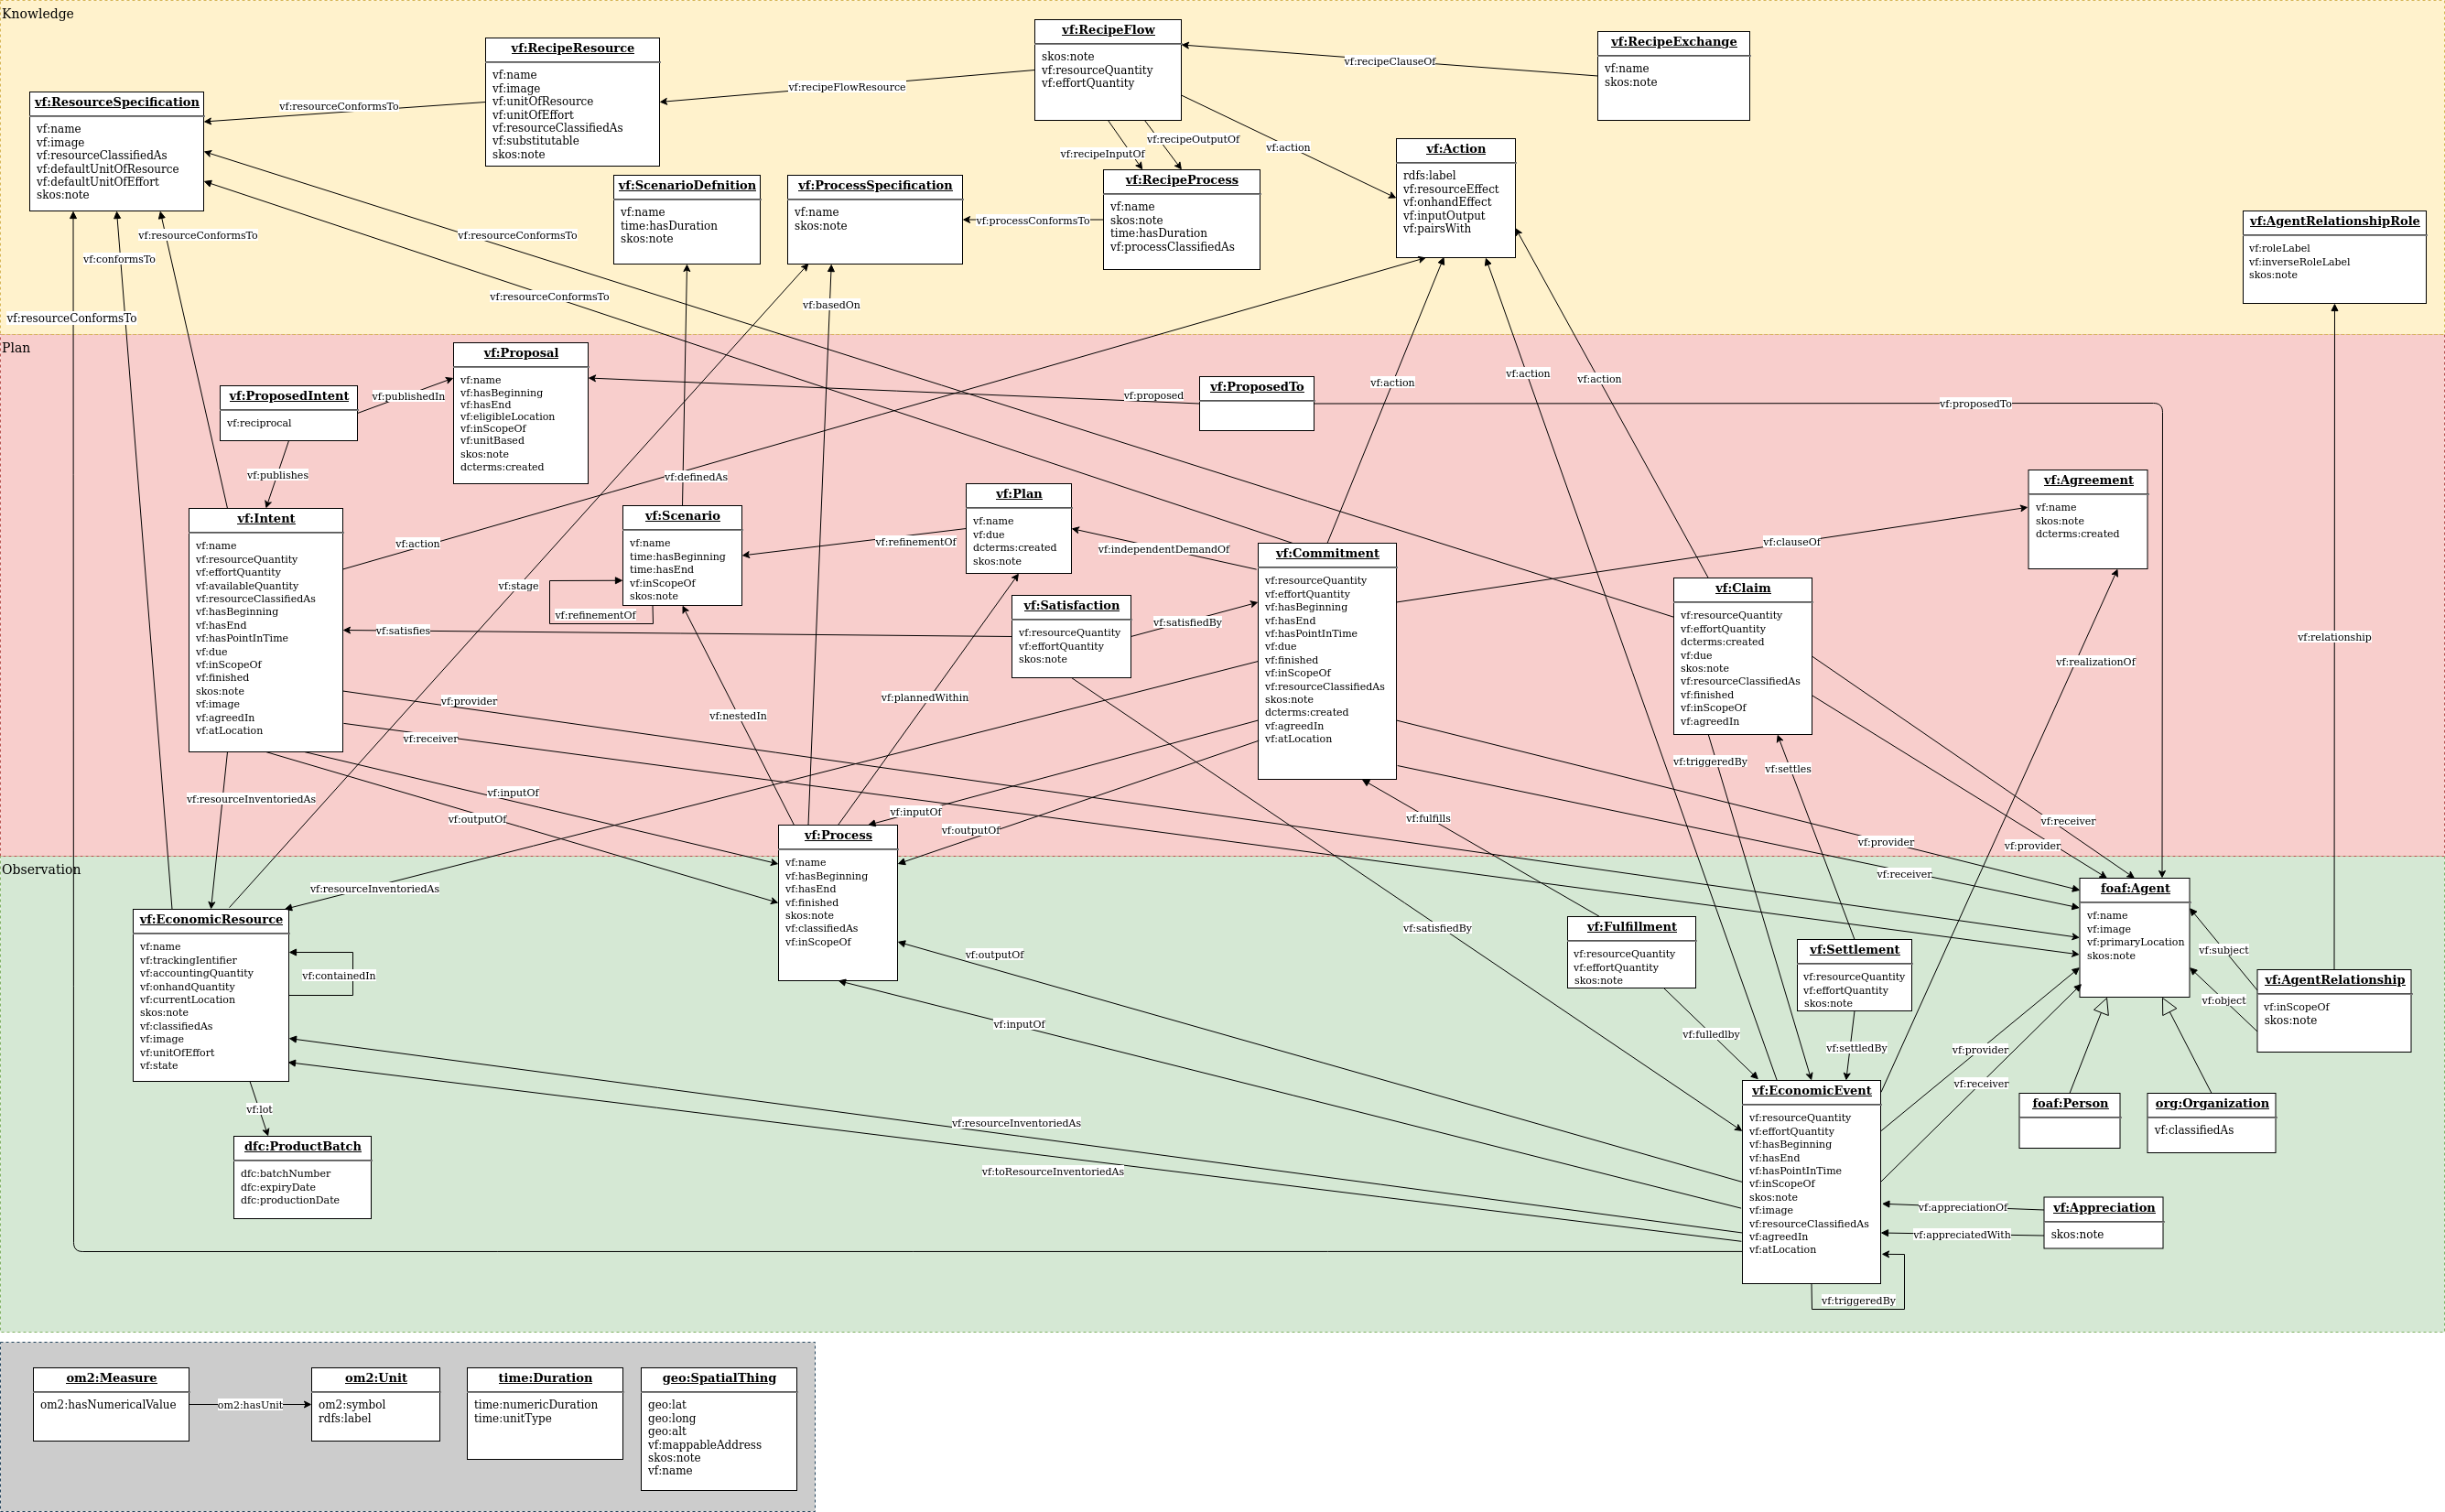 Knowledge
vf:RecipeFlow
skos:note
vf:resourceQuantity
vf:effortQuantity
vf:RecipeExchange
vf:name
skos:note
vf:recipeClauseOf
vf:RecipeResource
vf:name
vf:image
vf:unitOfResource
vf:unitOfEffort
vf:resourceClassifiedAs
vf:substitutable
skos:note
vf:recipeFlowResource
vf:ResourceSpecification
vf:name
vf:image
vf:resourceClassifiedAs
vf:defaultUnitOfResource
vf:defaultUnitOfEffort
skos:note
vf:resourceConformsTo
vf:recipeInputOf
vf:recipeOutputOf
vf:action
vf:Action
rdfs:label
vf:resourceEffect
vf:onhandEffect
vf:inputOutput
vf:pairsWith
vf:ScenarioDefnition
vf:name
time:hasDuration
skos:note
vf:ProcessSpecification
vf:name
skos:note
vf:processConformsTo
vf:RecipeProcess
vf:name
skos:note
time:hasDuration
vf:processClassifiedAs
vf:AgentRelationshipRole
vf:roleLabel
vf:inverseRoleLabel
skos:note
vf:resourceConformsTo
vf:conformsTo
vf:resourceConformsTo
vf:resourceConformsTo
vf:resourceConformsTo
vf:basedOn
Plan
vf:Proposal
vf:name
vf:hasBeginning
vf:hasEnd
vf:eligibleLocation
vf:inScopeOf
vf:unitBased
skos:note
dcterms:created
vf:ProposedIntent
vf:reciprocal
vf:publishedIn
vf:publishes
vf:ProposedTo
vf:proposed
vf:proposedTo
vf:action
vf:action
vf:action
vf:definedAs
vf:Agreement
vf:name
skos:note
dcterms:created
vf:Intent
vf:name
vf:resourceQuantity
vf:effortQuantity
vf:availableQuantity
vf:resourceClassifiedAs
vf:hasBeginning
vf:hasEnd
vf:hasPointInTime
vf:due
vf:inScopeOf
vf:finished
skos:note
vf:image
vf:agreedIn
vf:atLocation
vf:action
vf:stage
vf:Scenario
vf:name
time:hasBeginning
time:hasEnd
vf:inScopeOf
skos:note
vf:refinementOf
vf:refinementOf
vf:Plan
vf:name
vf:due
dcterms:created
skos:note
vf:independentDemandOf
vf:Satisfaction
vf:resourceQuantity
vf:effortQuantity
skos:note
vf:satisfies
vf:satisfiedBy
vf:Commitment
vf:resourceQuantity
vf:effortQuantity
vf:hasBeginning
vf:hasEnd
vf:hasPointInTime
vf:due
vf:finished
vf:inScopeOf
vf:resourceClassifiedAs
skos:note
dcterms:created
vf:agreedIn
vf:atLocation
vf:clauseOf
vf:Claim
vf:resourceQuantity
vf:effortQuantity
dcterms:created
vf:due
skos:note
vf:resourceClassifiedAs
vf:finished
vf:inScopeOf
vf:agreedIn
vf:realizationOf
vf:relationship
vf:provider
vf:receiver
vf:nestedIn
vf:plannedWithin
vf:triggeredBy
vf:settles
vf:resourceInventoriedAs
vf:inputOf
vf:outputOf
vf:inputOf
vf:outputOf
vf:fulfills
vf:receiver
vf:provider
vf:provider
vf:receiver
Observation
vf:Process
vf:name
vf:hasBeginning
vf:hasEnd
vf:finished
skos:note
vf:classifiedAs
vf:inScopeOf
vf:resourceInventoriedAs
vf:EconomicResource
vf:name
vf:trackingIentifier
vf:accountingQuantity
vf:onhandQuantity
vf:currentLocation
skos:note
vf:classifiedAs
vf:image
vf:unitOfEffort
vf:state
vf:containedIn
vf:satisfiedBy
vf:outputOf
vf:inputOf
vf:Fulfillment
vf:resourceQuantity
vf:effortQuantity
skos:note
vf:Settlement
vf:resourceQuantity
vf:effortQuantity
skos:note
foaf:Agent
vf:name
vf:image
vf:primaryLocation
skos:note
vf:subject
vf:object
vf:AgentRelationship
vf:inScopeOf
skos:note
vf:fulledlby
vf:settledBy
vf:provider
vf:receiver
foaf:Person
org:Organization
vf:classifiedAs
vf:lot
dfc:ProductBatch
dfc:batchNumber
dfc:expiryDate
dfc:productionDate
vf:resourceInventoriedAs
vf:toResourceInventoriedAs
vf:EconomicEvent
vf:resourceQuantity
vf:effortQuantity
vf:hasBeginning
vf:hasEnd
vf:hasPointInTime
vf:inScopeOf
skos:note
vf:image
vf:resourceClassifiedAs
vf:agreedIn
vf:atLocation
vf:appreciationOf
vf:appreciatedWith
vf:Appreciation
skos:note
vf:triggeredBy
om2:Measure
om2:hasNumericalValue
om2:hasUnit
om2:Unit
om2:symbol
rdfs:label
time:Duration
time:numericDuration
time:unitType
geo:SpatialThing
geo:lat
geo:long
geo:alt
vf:mappableAddress
skos:note
vf:name